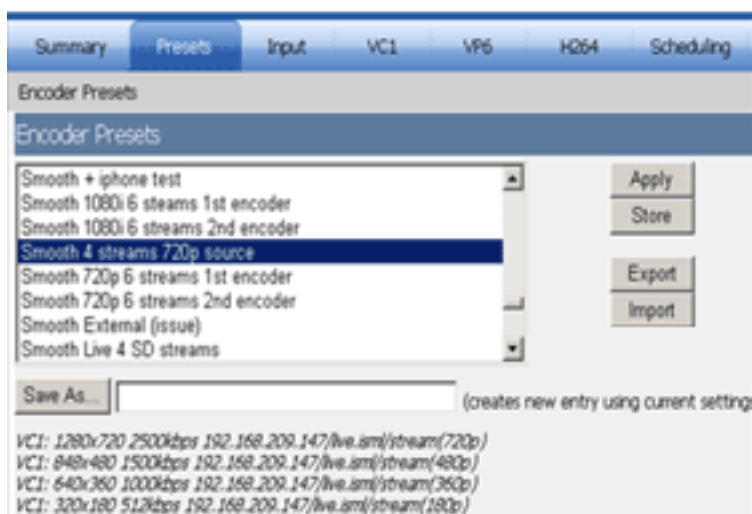 Summary Presets Input VC1 VP6 H264 Scheduling
Encoder Presets
Encoder Presets
Smooth + iphone test
Smooth 1080i 6 steams 1st encoder
Smooth 1080i 6 streams 2nd encoder
Smooth 4 streams 720p source
Smooth 720p 6 streams 1st encoder
Smooth 720p 6 streams 2nd encoder
Smooth External (issue)
Smooth Live 4 SD streams
Apply
Store
Export
Import
Save As... (creates new entry using current settings
VC1: 1280x720 2500kbps 192.168.209.147/live.isml/stream(720p)
VC1: 848x480 1500kbps 192.168.209.147/live.isml/stream(480p)
VC1: 640x360 1000kbps 192.168.209.147/live.isml/stream(360p)
VC1: 320x180 512kbps 192.168.209.147/live.isml/stream(180p)